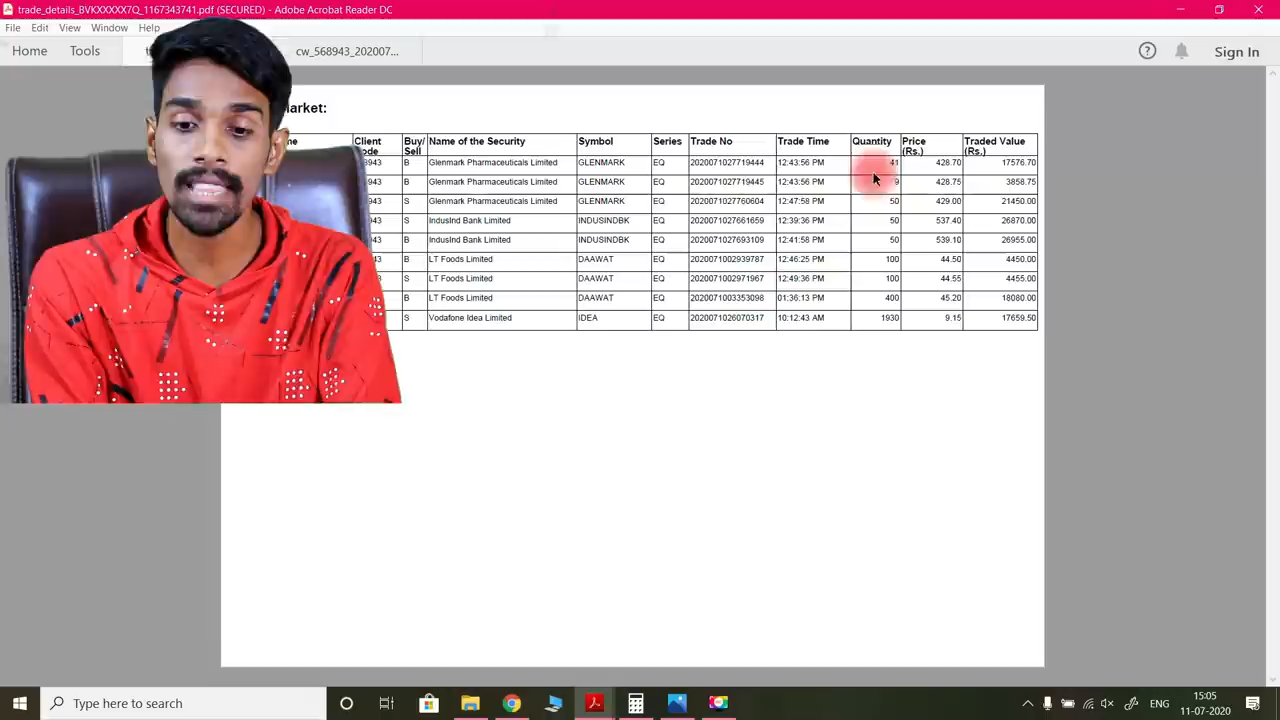 trade_details_BVKXXXXX7Q_1167343741.pdf (SECURED) - Adobe Acrobat Reader DC
File Edit View Window Help
Home Tools cw_568943_202007... Sign In
Market:
Client Code Buy/Sell Name of the Security Symbol Series Trade No Trade Time Quantity Price (Rs.) Traded Value (Rs.)
B Glenmark Pharmaceuticals Limited GLENMARK EQ 2020071027719444 12:43:56 PM 41 428.70 17576.70
943 B Glenmark Pharmaceuticals Limited GLENMARK EQ 2020071027719445 12:43:56 PM 9 428.75 3858.75
943 S Glenmark Pharmaceuticals Limited GLENMARK EQ 2020071027760604 12:47:58 PM 50 429.00 21450.00
943 S IndusInd Bank Limited INDUSINDBK EQ 2020071027661659 12:39:36 PM 50 537.40 26870.00
943 B IndusInd Bank Limited INDUSINDBK EQ 2020071027693109 12:41:58 PM 50 539.10 26955.00
43 B LT Foods Limited DAAWAT EQ 2020071002939787 12:46:25 PM 100 44.50 4450.00
S LT Foods Limited DAAWAT EQ 2020071002971967 12:49:36 PM 100 44.55 4455.00
B LT Foods Limited DAAWAT EQ 2020071003353098 01:36:13 PM 400 45.20 18080.00
S Vodafone Idea Limited IDEA EQ 2020071026070317 10:12:43 AM 1930 9.15 17659.50
Type here to search
ENG
15:05
11-07-2020